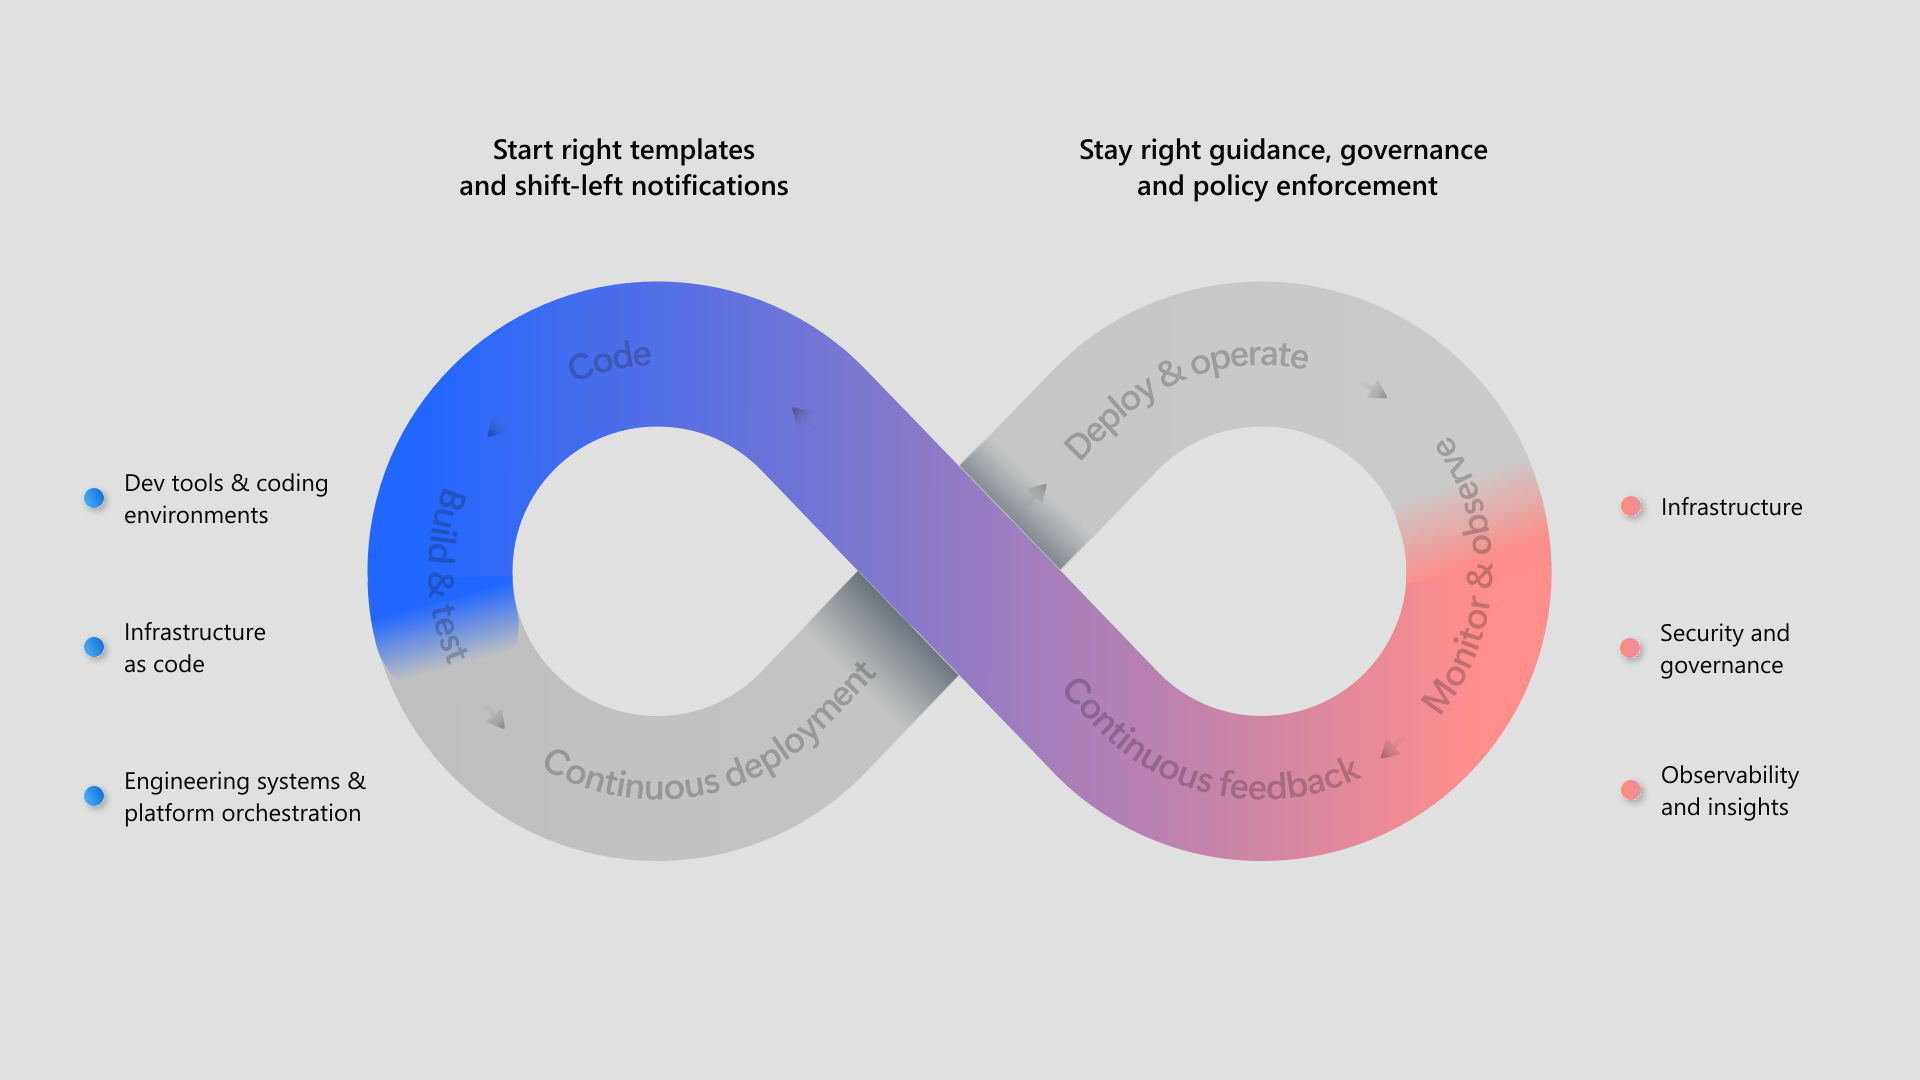 Start right templates
and shift-left notifications
Stay right guidance, governance
and policy enforcement
Code
Build & test
Continuous deployment
Deploy & operate
Monitor & observe
Continuous feedback
Dev tools & coding
environments
Infrastructure
as code
Engineering systems &
platform orchestration
Infrastructure
Security and
governance
Observability
and insights